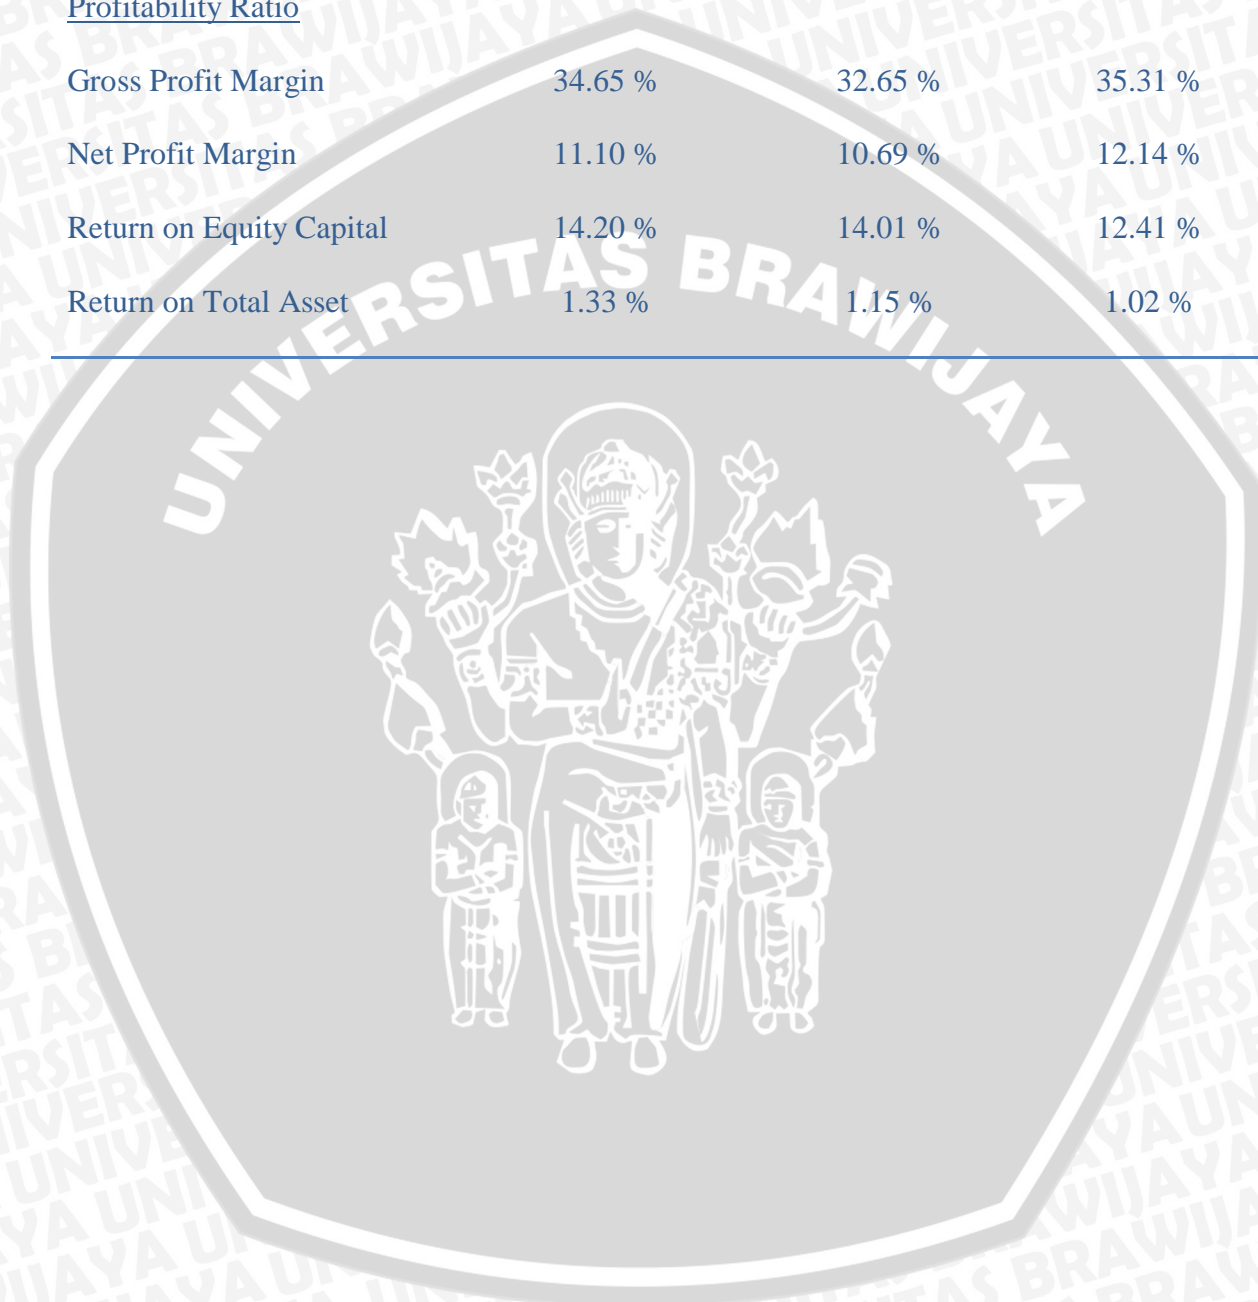 Profitability Ratio
Gross Profit Margin 34.65 % 32.65 % 35.31 %
Net Profit Margin 11.10 % 10.69 % 12.14 %
Return on Equity Capital 14.20 % 14.01 % 12.41 %
Return on Total Asset 1.33 % 1.15 % 1.02 %
UNIVERSITAS BRAWIJAYA